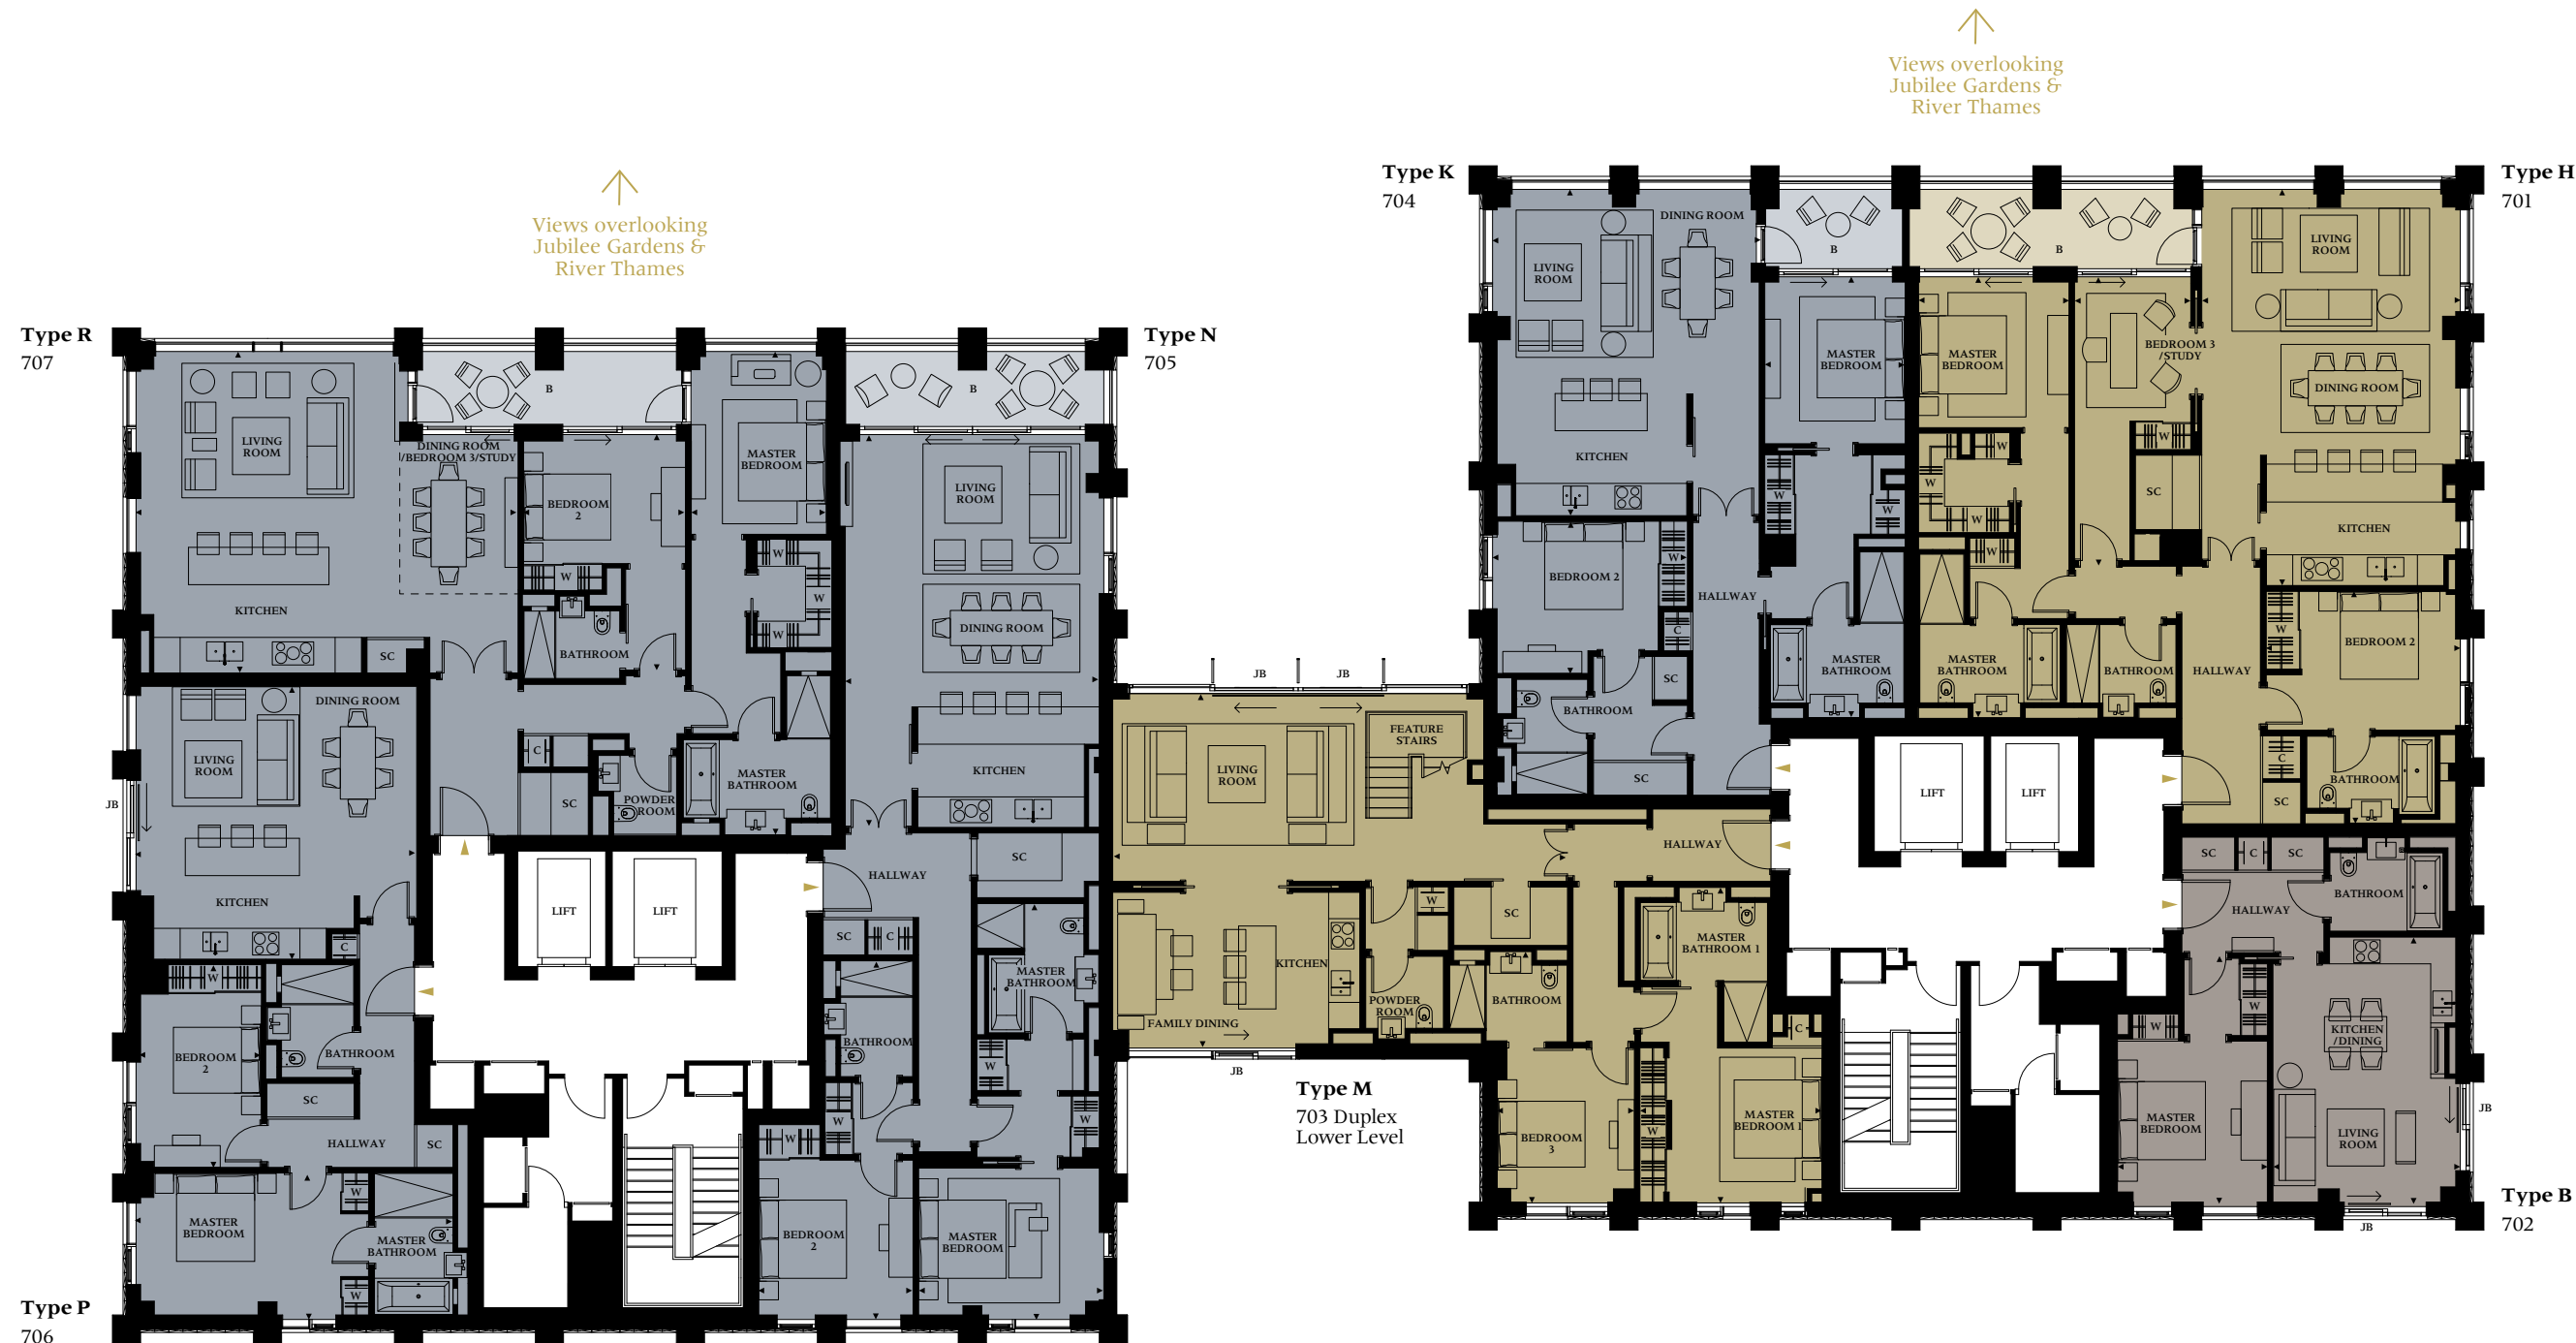 Views overlooking
Jubilee Gardens &
River Thames
Views overlooking
Jubilee Gardens &
River Thames
Type R
707
LIVING
ROOM
B
DINING ROOM
/BEDROOM 3/STUDY
BEDROOM
2
MASTER
BEDROOM
KITCHEN
SC
W
BATHROOM
W
W
W
C
SC
POWDER
ROOM
MASTER
BATHROOM
Type N
705
B
LIVING
ROOM
DINING ROOM
KITCHEN
SC
HALLWAY
SC
C
BATHROOM
MASTER
BATHROOM
W
W
W
W
BEDROOM
2
MASTER
BEDROOM
DINING ROOM
LIVING
ROOM
JB
KITCHEN
C
W
BEDROOM
2
BATHROOM
SC
HALLWAY
SC
MASTER
BEDROOM
W
W
MASTER
BATHROOM
Type P
706
LIFT
LIFT
JB
JB
FEATURE
STAIRS
LIVING
ROOM
HALLWAY
W
SC
KITCHEN
FAMILY DINING
POWDER
ROOM
BATHROOM
MASTER
BATHROOM 1
C
JB
W
BEDROOM
3
MASTER
BEDROOM 1
Type M
703 Duplex
Lower Level
Type K
704
DINING ROOM
LIVING
ROOM
B
MASTER
BEDROOM
KITCHEN
W
W
BEDROOM 2
W
HALLWAY
C
SC
BATHROOM
MASTER
BATHROOM
SC
Type H
701
B
LIVING
ROOM
MASTER
BEDROOM
BEDROOM 3
/STUDY
DINING ROOM
W
W
W
W
SC
KITCHEN
W
W
BEDROOM 2
MASTER
BATHROOM
BATHROOM
HALLWAY
C
SC
BATHROOM
LIFT
LIFT
SC
C
SC
BATHROOM
HALLWAY
W
W
KITCHEN
/DINING
MASTER
BEDROOM
LIVING
ROOM
JB
JB
Type B
702